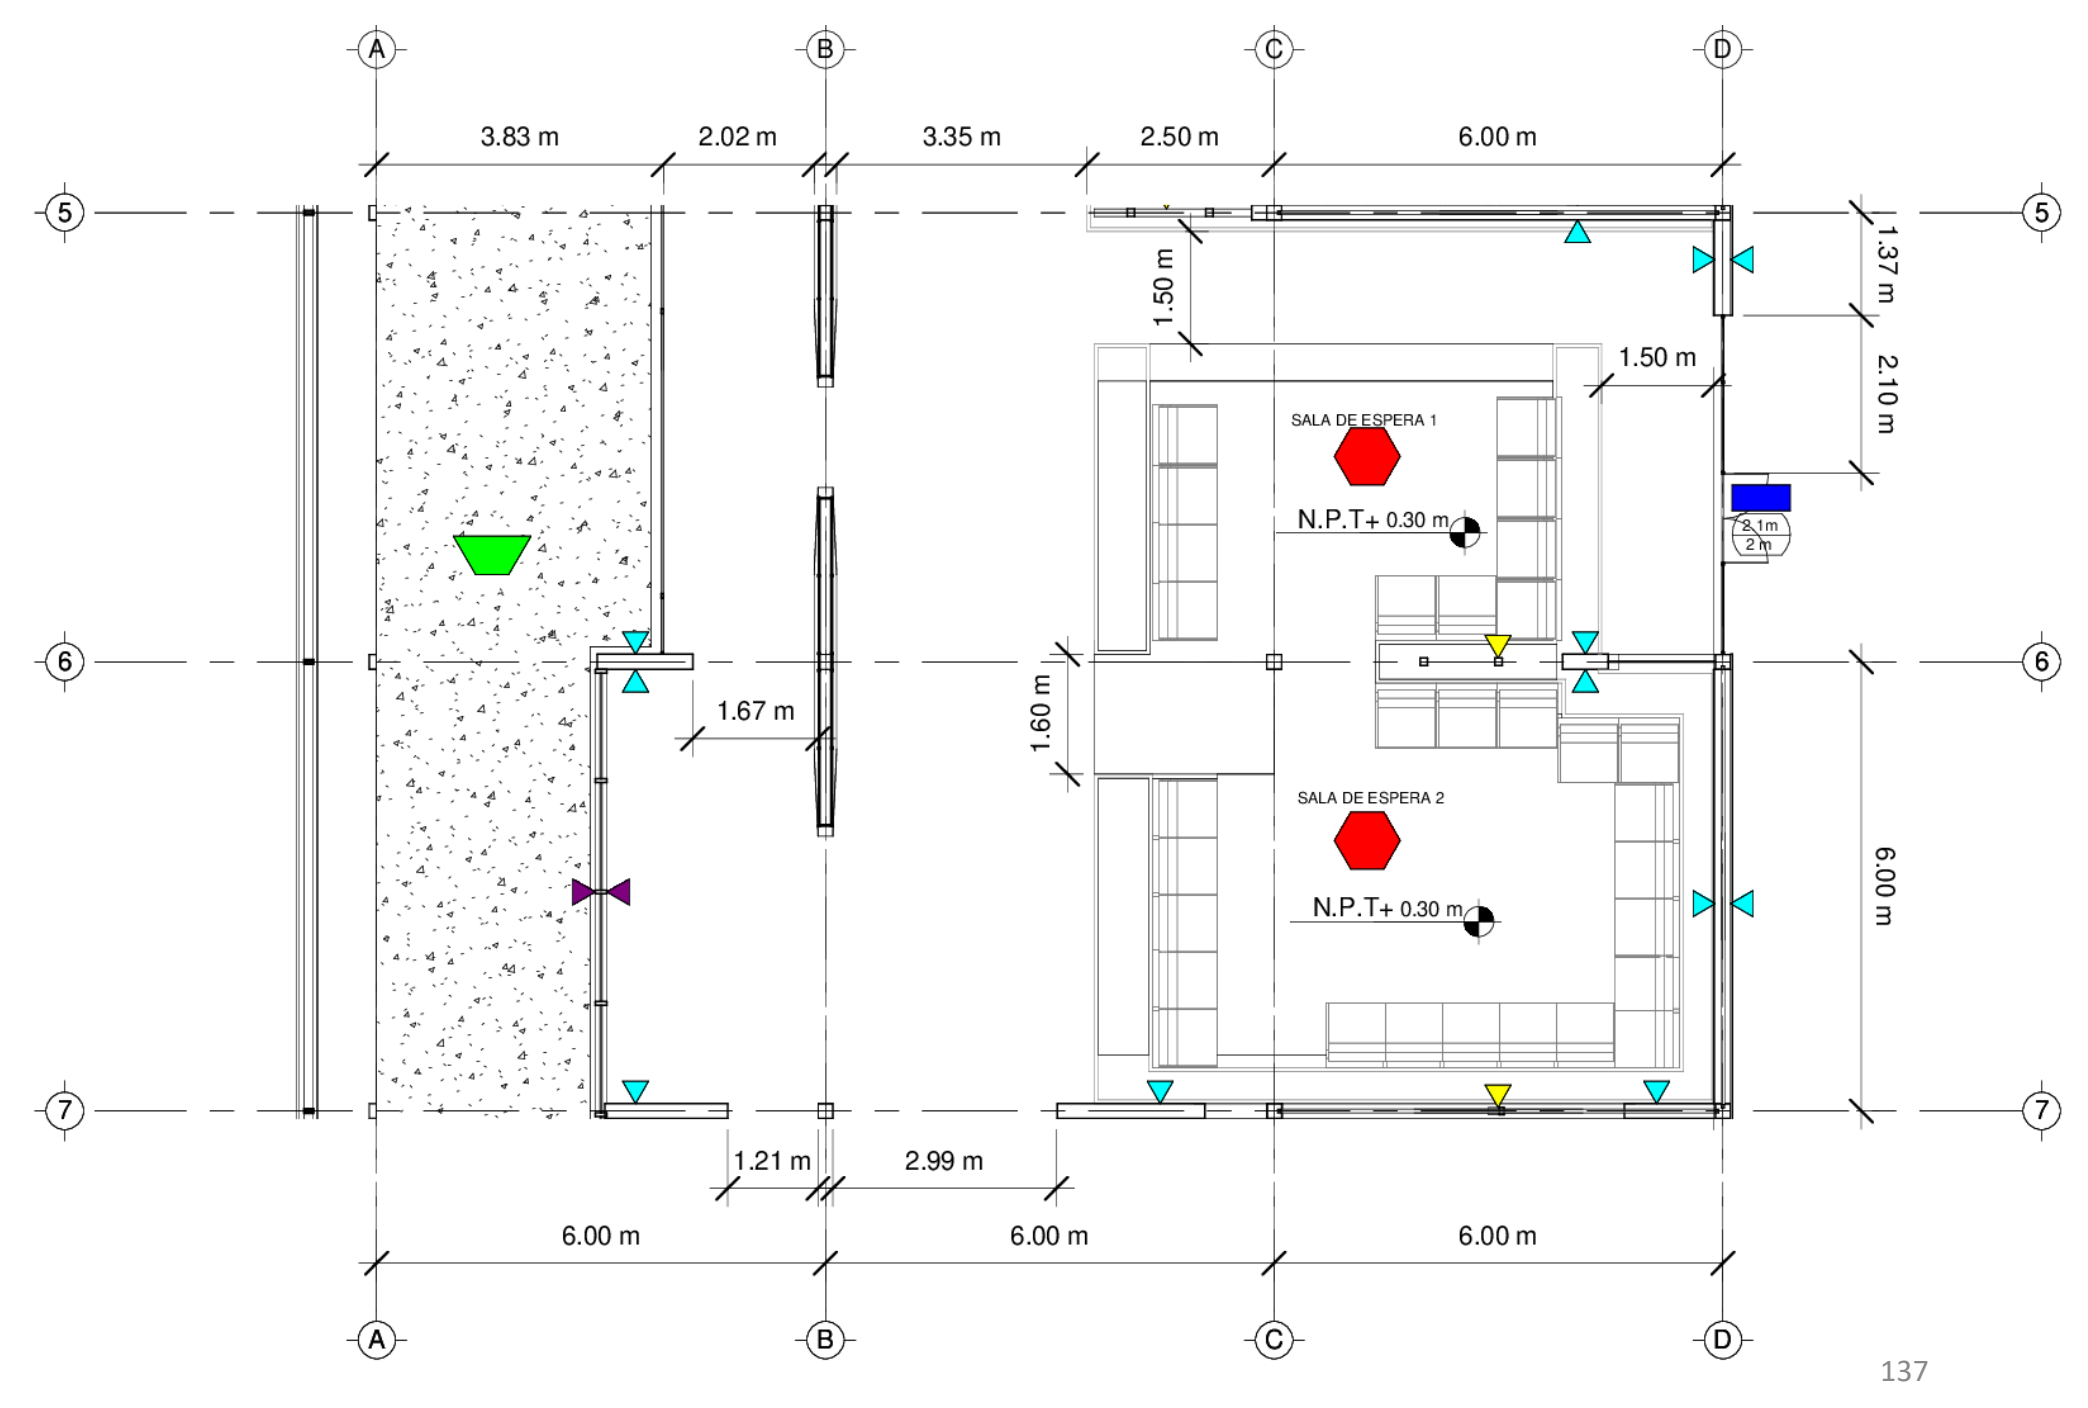 A B C D
3.83 m 2.02 m 3.35 m 2.50 m 6.00 m
5 5
1.37 m
1.50 m
1.50 m
2.10 m
SALA DE ESPERA 1
N.P.T+ 0.30 m
2.1m
2 m
6 6
1.67 m
1.60 m
SALA DE ESPERA 2
6.00 m
N.P.T+ 0.30 m
7 7
1.21 m 2.99 m
6.00 m 6.00 m 6.00 m
A B C D
137